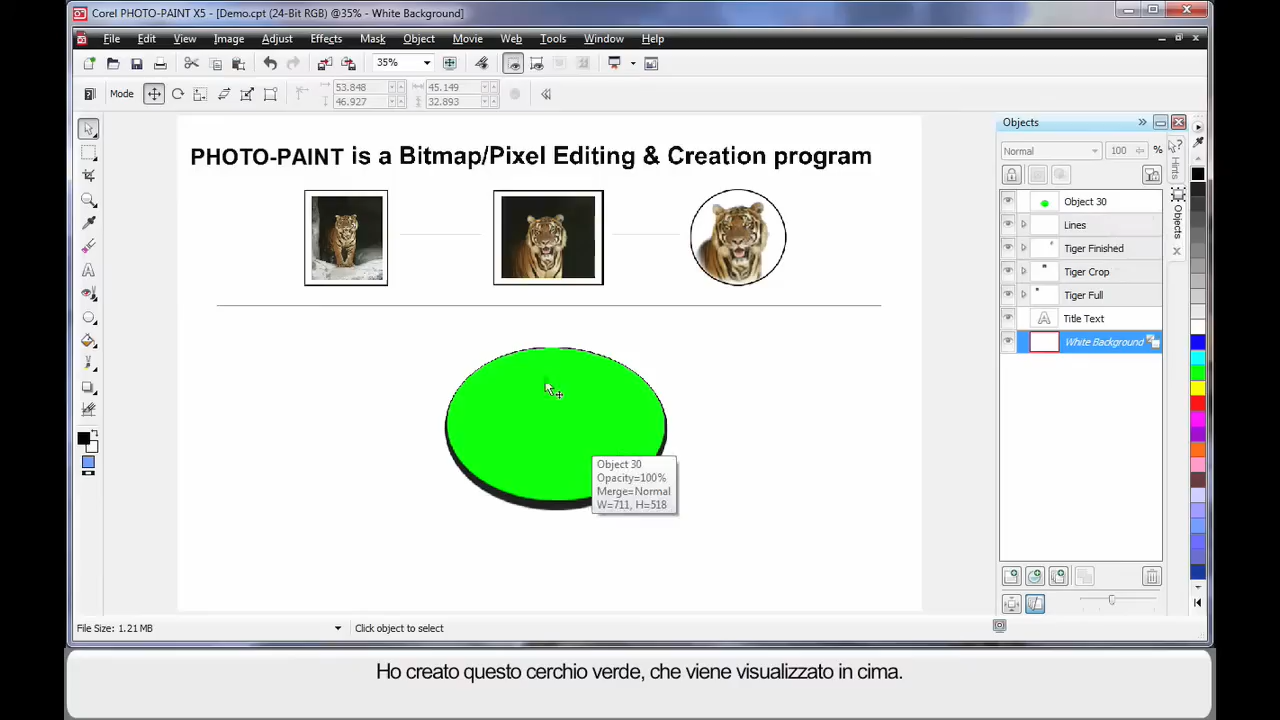 Corel PHOTO-PAINT X5 - [Demo.cpt (24-Bit RGB) @35% - White Background]
File Edit View Image Adjust Effects Mask Object Movie Web Tools Window Help
35%
Mode 53.848 45.149
46.927 32.893
Objects
Normal 100 %
Hints
Objects
PHOTO-PAINT is a Bitmap/Pixel Editing & Creation program
Object 30
Lines
Tiger Finished
Tiger Crop
Tiger Full
Title Text
White Background
Object 30
Opacity=100%
Merge=Normal
W=711, H=518
File Size: 1.21 MB Click object to select
Ho creato questo cerchio verde, che viene visualizzato in cima.